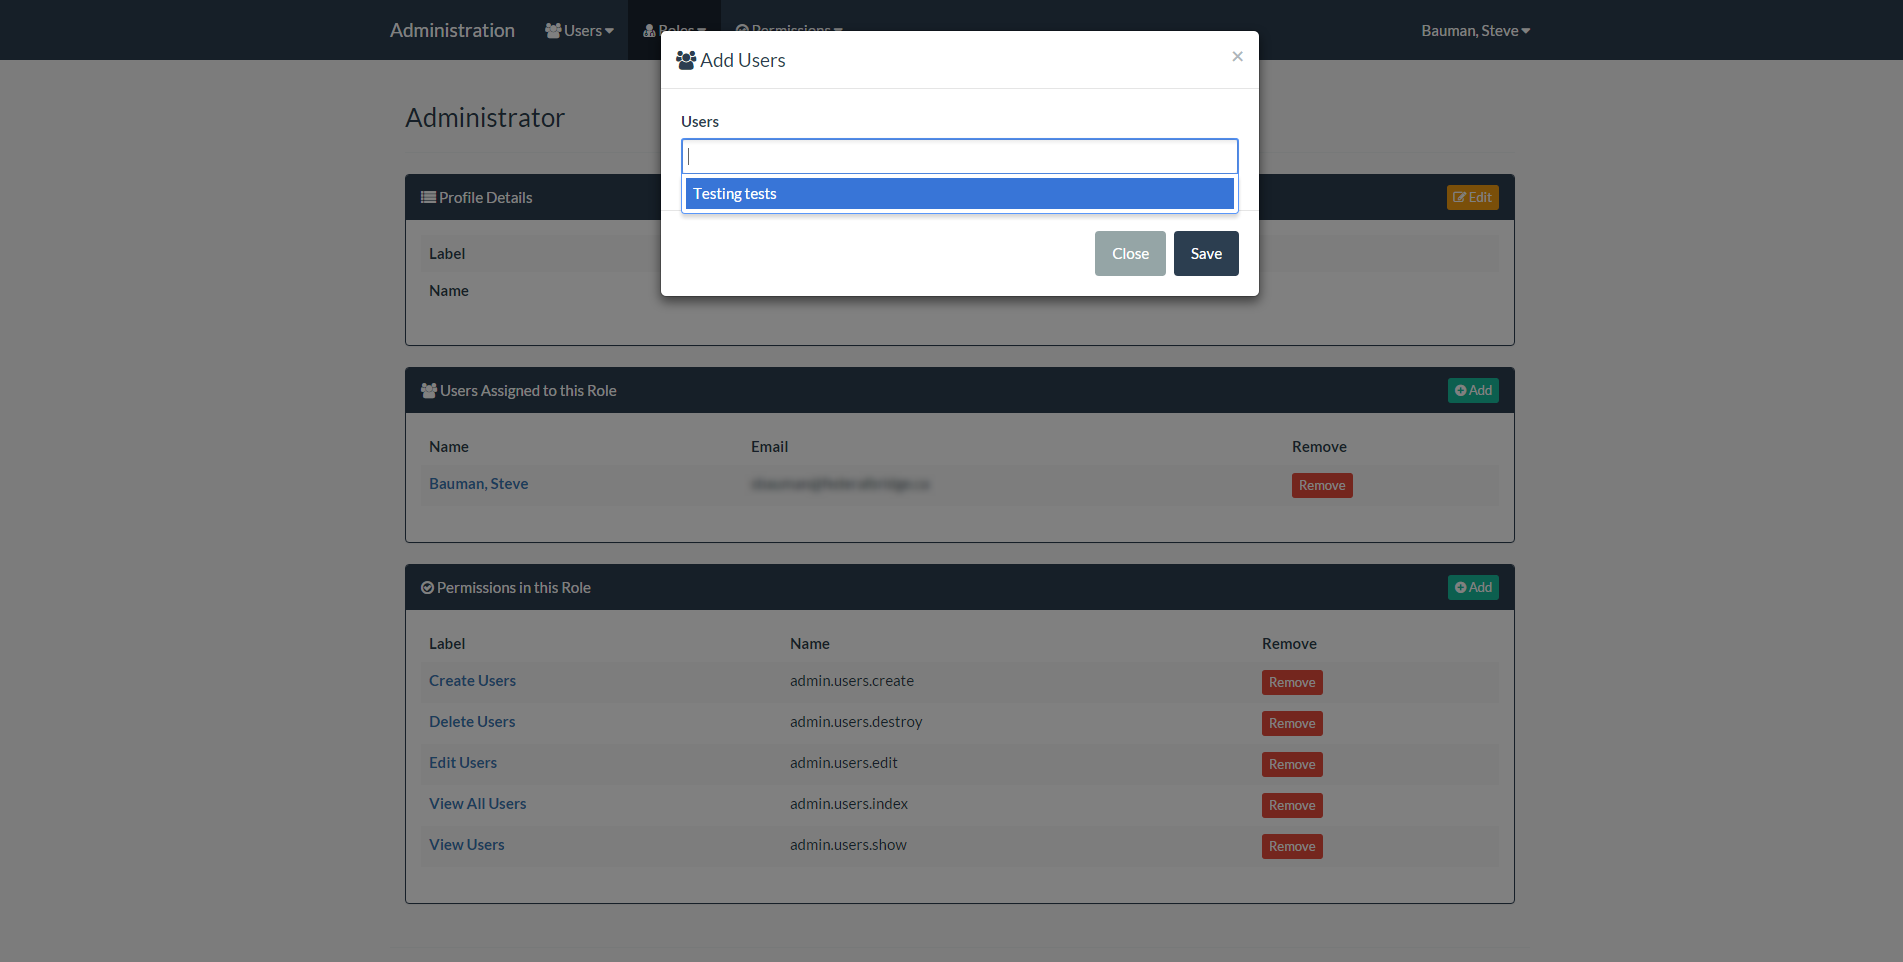 Administration Users Roles Permissions Bauman, Steve
Add Users ×
Administrator
Users
Testing tests
Profile Details Edit
Close Save
Label
Name
Users Assigned to this Role Add
Name Email Remove
Bauman, Steve Remove
Permissions in this Role Add
Label Name Remove
Create Users admin.users.create Remove
Delete Users admin.users.destroy Remove
Edit Users admin.users.edit Remove
View All Users admin.users.index Remove
View Users admin.users.show Remove